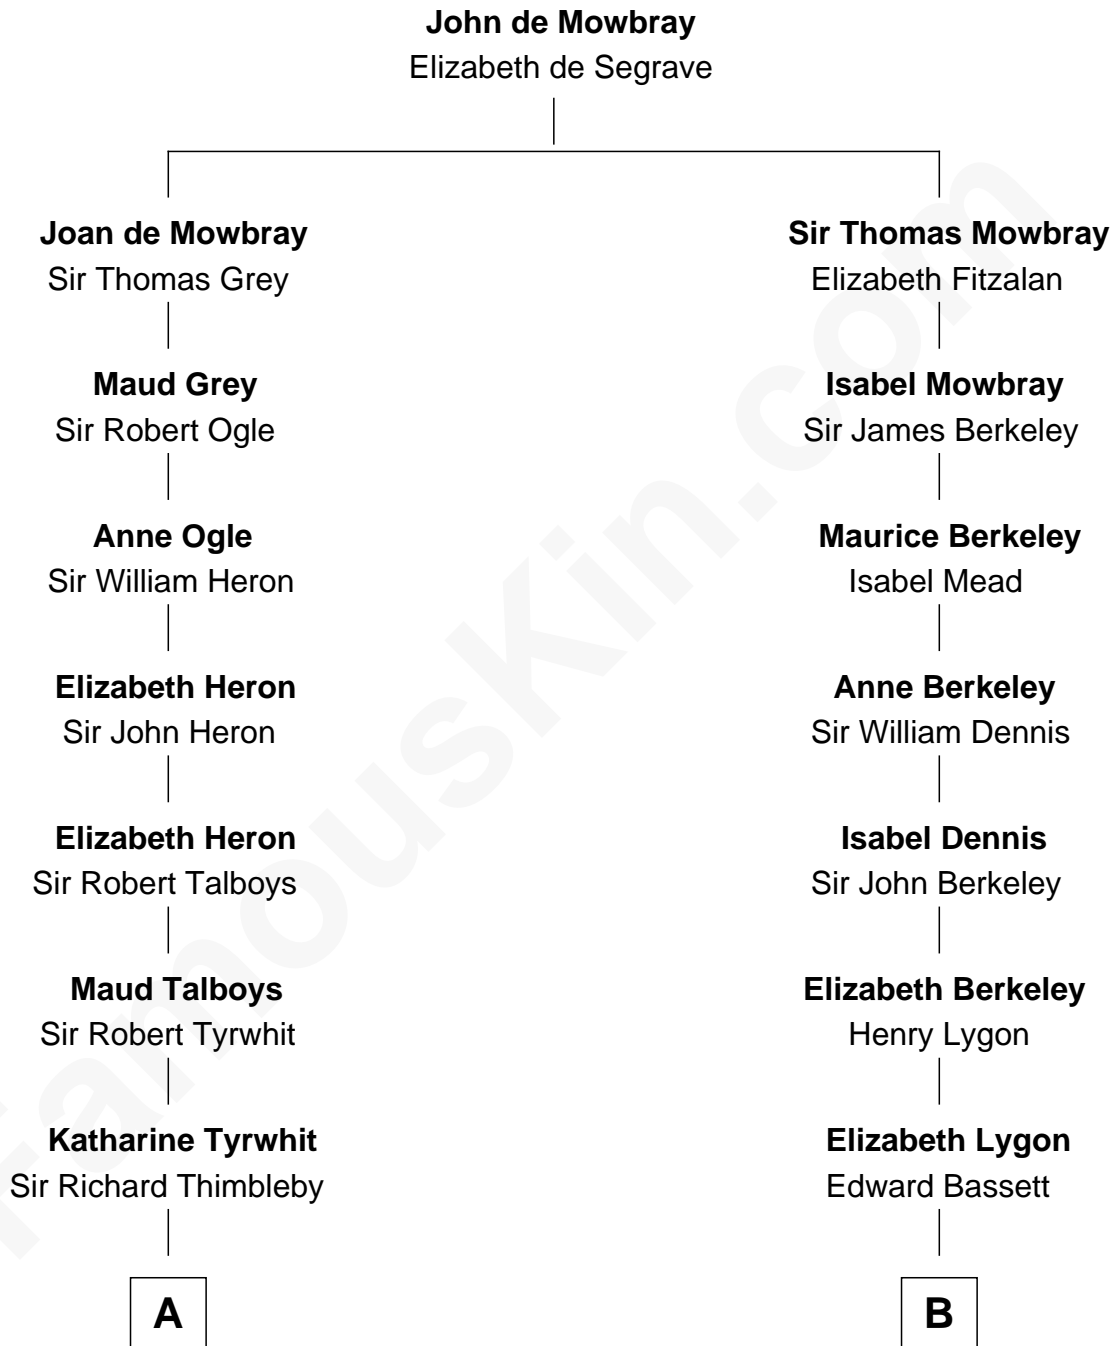 John de Mowbray
Elizabeth de Segrave
Joan de Mowbray
Sir Thomas Grey
Sir Thomas Mowbray
Elizabeth Fitzalan
Maud Grey
Sir Robert Ogle
Isabel Mowbray
Sir James Berkeley
Anne Ogle
Sir William Heron
Maurice Berkeley
Isabel Mead
Elizabeth Heron
Sir John Heron
Anne Berkeley
Sir William Dennis
Elizabeth Heron
Sir Robert Talboys
Isabel Dennis
Sir John Berkeley
Maud Talboys
Sir Robert Tyrwhit
Elizabeth Berkeley
Henry Lygon
Katharine Tyrwhit
Sir Richard Thimbleby
Elizabeth Lygon
Edward Bassett
A
B
FamousKin.com